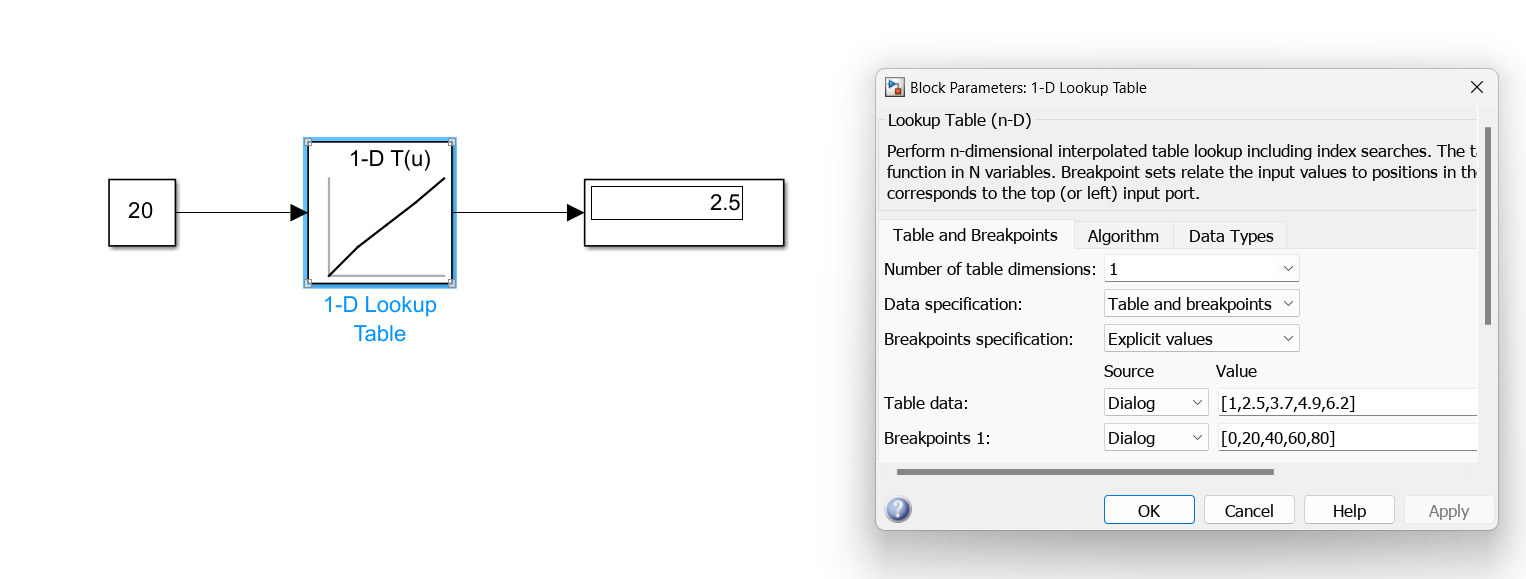 20
1-D T(u)
1-D Lookup
Table
2.5
Block Parameters: 1-D Lookup Table
Lookup Table (n-D)
Perform n-dimensional interpolated table lookup including index searches. The
function in N variables. Breakpoint sets relate the input values to positions in
corresponds to the top (or left) input port.
Table and Breakpoints
Algorithm
Data Types
Number of table dimensions: 1
Data specification: Table and breakpoints
Breakpoints specification: Explicit values
Source Value
Table data: Dialog [1,2.5,3.7,4.9,6.2]
Breakpoints 1: Dialog [0,20,40,60,80]
?
OK
Cancel
Help
Apply